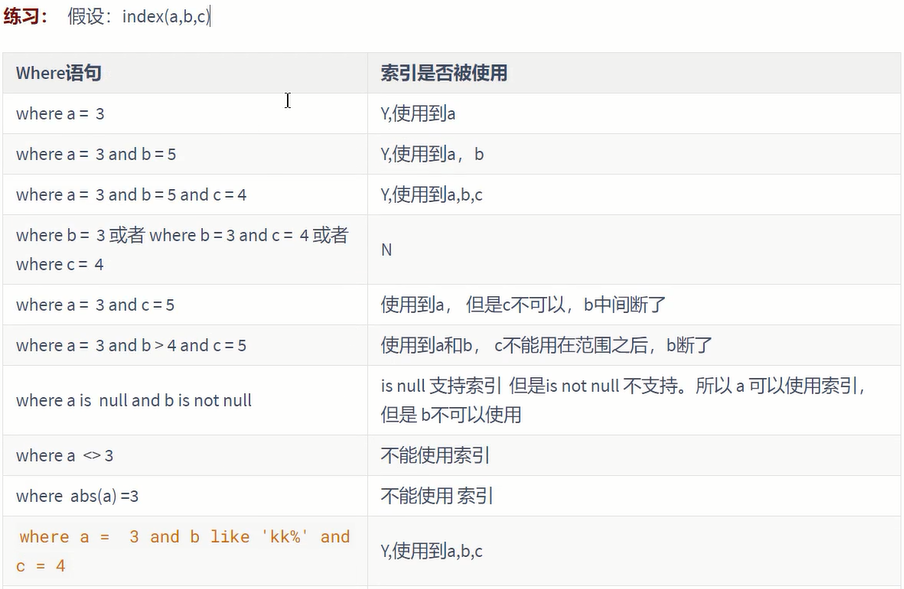 练习： 假设：index(a,b,c)
Where语句 索引是否被使用
where a = 3 Y,使用到a
where a = 3 and b = 5 Y,使用到a，b
where a = 3 and b = 5 and c = 4 Y,使用到a,b,c
where b = 3 或者 where b = 3 and c = 4 或者
where c = 4
N
where a = 3 and c = 5 使用到a， 但是c不可以，b中间断了
where a = 3 and b > 4 and c = 5 使用到a和b， c不能用在范围之后，b断了
where a is null and b is not null
is null 支持索引 但是is not null 不支持。所以 a 可以使用索引，
但是 b不可以使用
where a <> 3 不能使用索引
where abs(a) =3 不能使用 索引
where a = 3 and b like 'kk%' and
c = 4
Y,使用到a,b,c